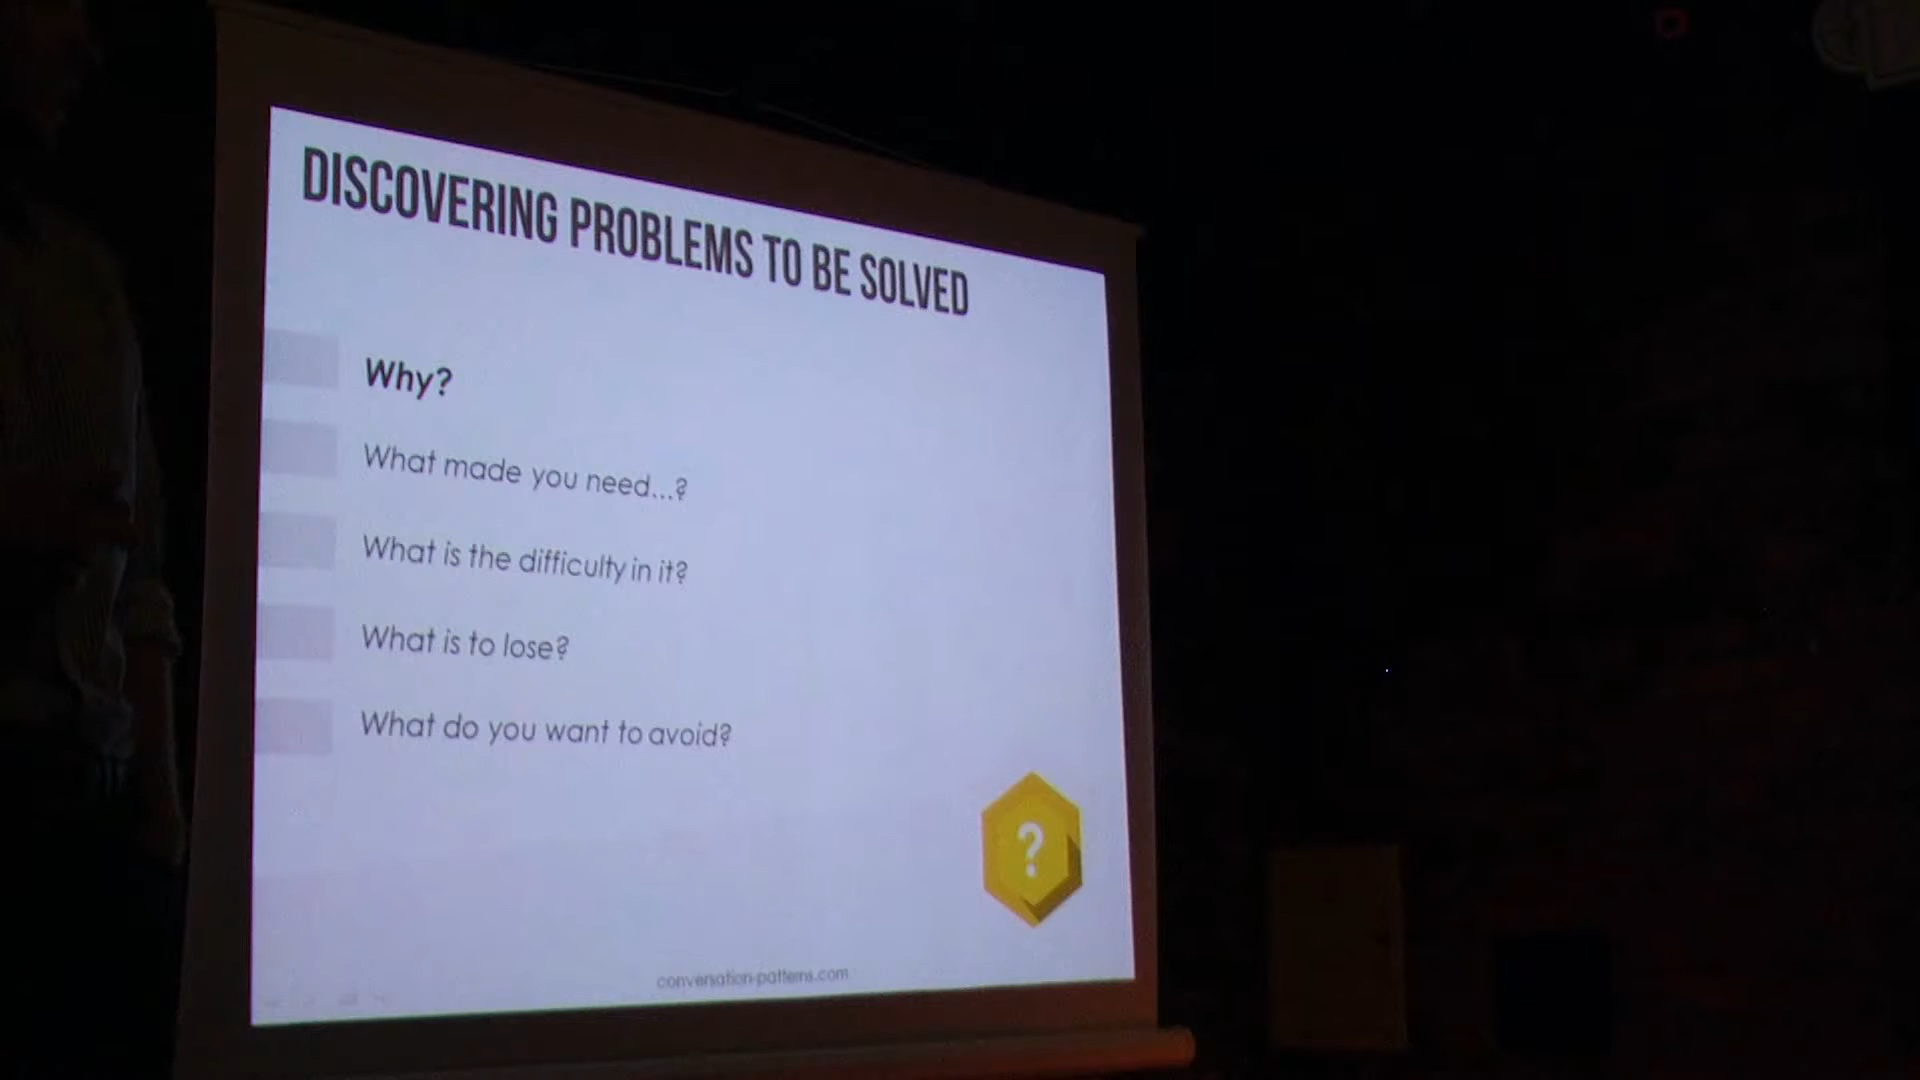 DISCOVERING PROBLEMS TO BE SOLVED
Why?
What made you need...?
What is the difficulty in it?
What is to lose?
What do you want to avoid?
?
conversation-patterns.com